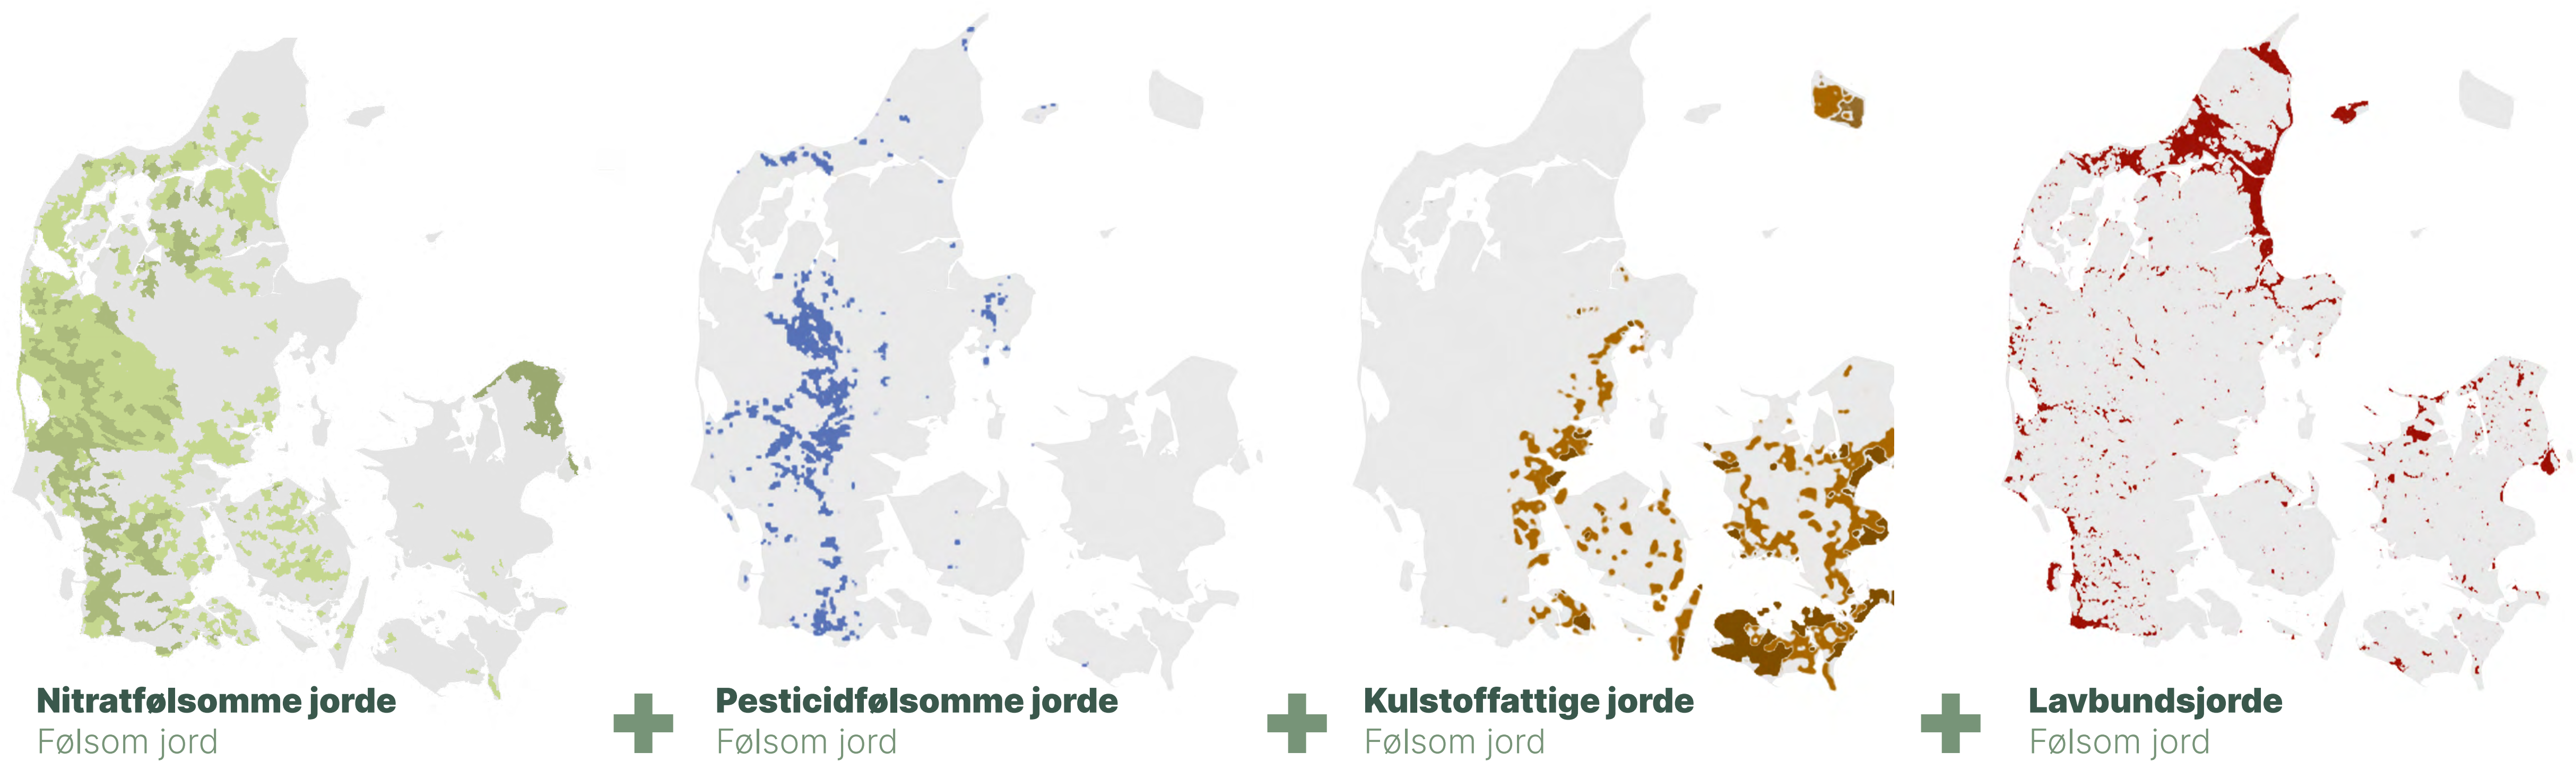 Nitratfølsomme jorde
Følsom jord
Pesticidfølsomme jorde
Følsom jord
Kulstoffattige jorde
Følsom jord
Lavbundsjorde
Følsom jord